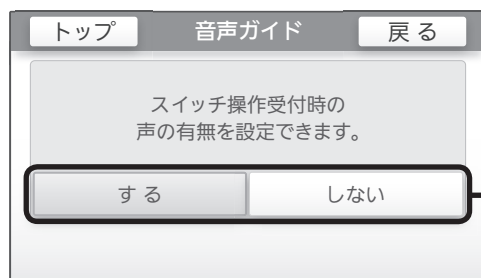 トップ 音声ガイド 戻る
スイッチ操作受付時の
声の有無を設定できます。
する しない